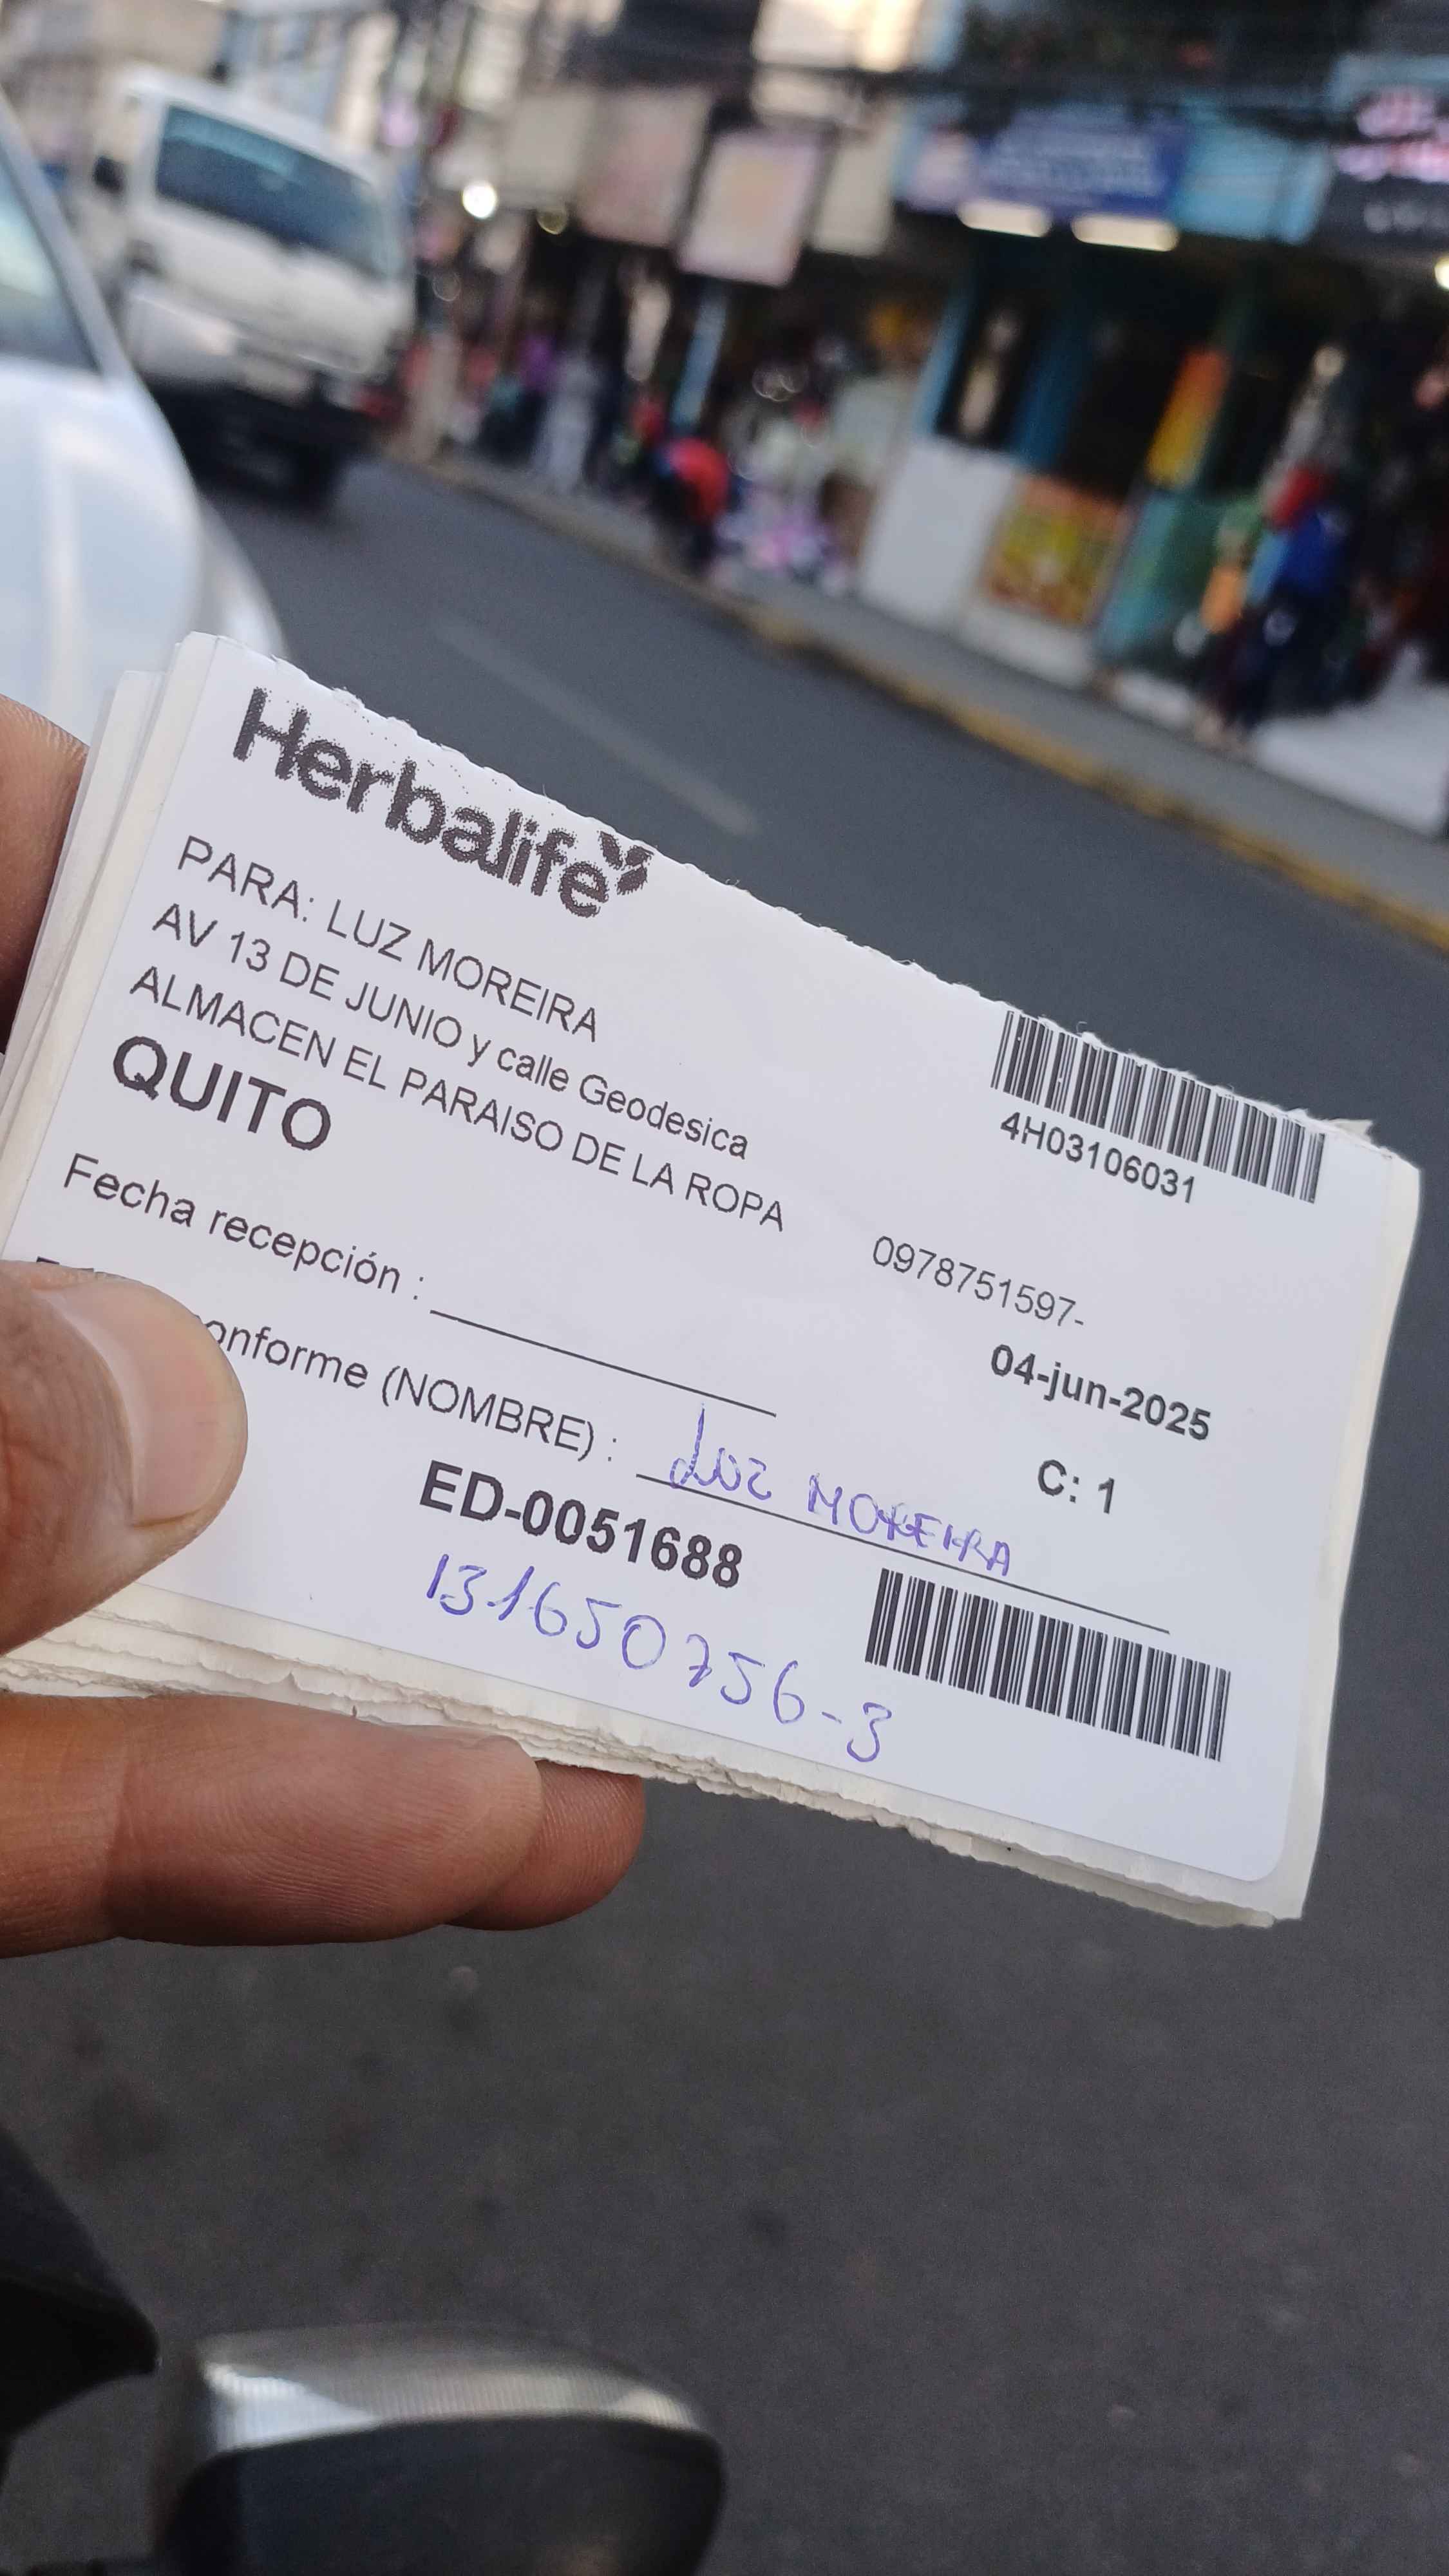 Herbalife
PARA: LUZ MOREIRA
AV 13 DE JUNIO y calle Geodesica
ALMACEN EL PARAISO DE LA ROPA
QUITO
4H03106031
0978751597-
Fecha recepción : 
04-jun-2025
onforme (NOMBRE) : Luz MOREIRA
C: 1
ED-0051688
131650756-3